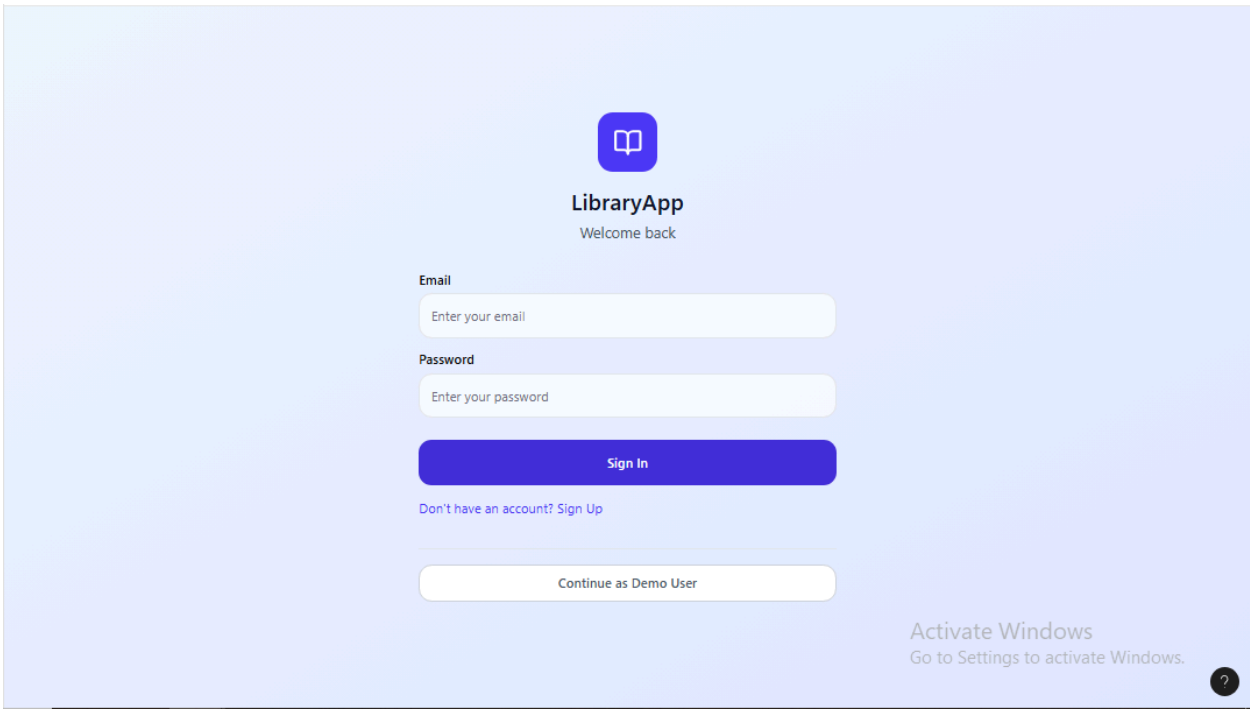 LibraryApp
Welcome back
Email
Enter your email
Password
Enter your password
Sign In
Don't have an account? Sign Up
Continue as Demo User
Activate Windows
Go to Settings to activate Windows.
?